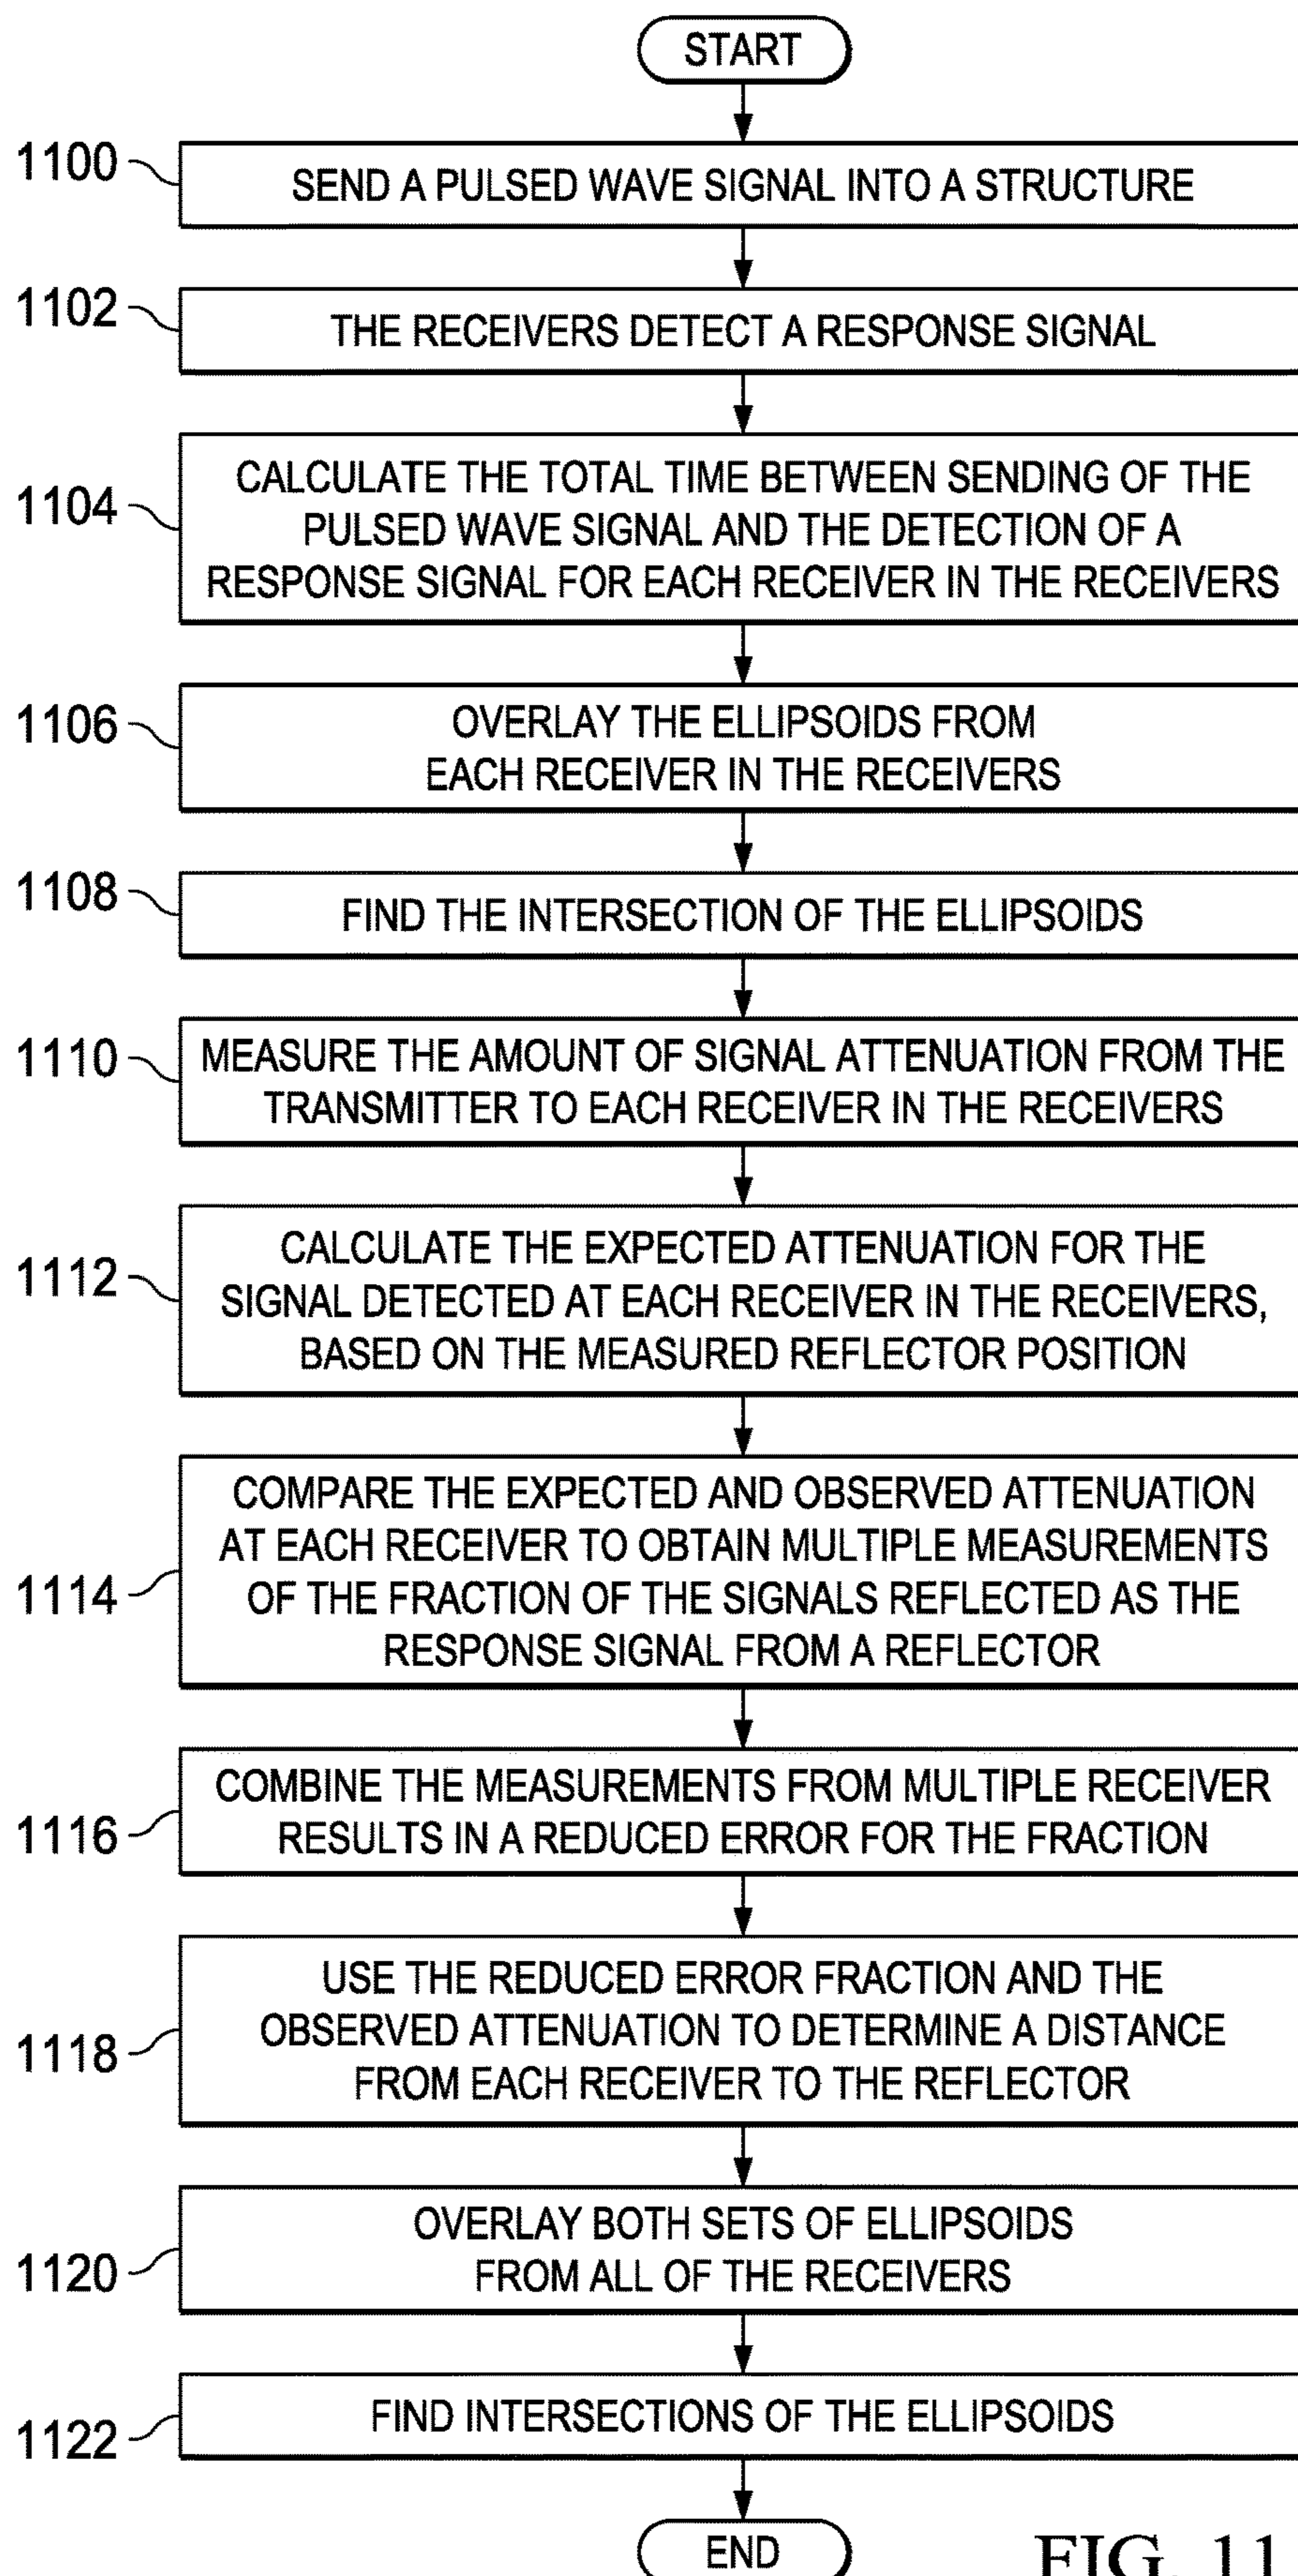 START
1100
SEND A PULSED WAVE SIGNAL INTO A STRUCTURE
1102
THE RECEIVERS DETECT A RESPONSE SIGNAL
1104
CALCULATE THE TOTAL TIME BETWEEN SENDING OF THE
PULSED WAVE SIGNAL AND THE DETECTION OF A
RESPONSE SIGNAL FOR EACH RECEIVER IN THE RECEIVERS
1106
OVERLAY THE ELLIPSOIDS FROM
EACH RECEIVER IN THE RECEIVERS
1108
FIND THE INTERSECTION OF THE ELLIPSOIDS
1110
MEASURE THE AMOUNT OF SIGNAL ATTENUATION FROM THE
TRANSMITTER TO EACH RECEIVER IN THE RECEIVERS
1112
CALCULATE THE EXPECTED ATTENUATION FOR THE
SIGNAL DETECTED AT EACH RECEIVER IN THE RECEIVERS,
BASED ON THE MEASURED REFLECTOR POSITION
1114
COMPARE THE EXPECTED AND OBSERVED ATTENUATION
AT EACH RECEIVER TO OBTAIN MULTIPLE MEASUREMENTS
OF THE FRACTION OF THE SIGNALS REFLECTED AS THE
RESPONSE SIGNAL FROM A REFLECTOR
1116
COMBINE THE MEASUREMENTS FROM MULTIPLE RECEIVER
RESULTS IN A REDUCED ERROR FOR THE FRACTION
1118
USE THE REDUCED ERROR FRACTION AND THE
OBSERVED ATTENUATION TO DETERMINE A DISTANCE
FROM EACH RECEIVER TO THE REFLECTOR
1120
OVERLAY BOTH SETS OF ELLIPSOIDS
FROM ALL OF THE RECEIVERS
1122
FIND INTERSECTIONS OF THE ELLIPSOIDS
END
FIG. 11